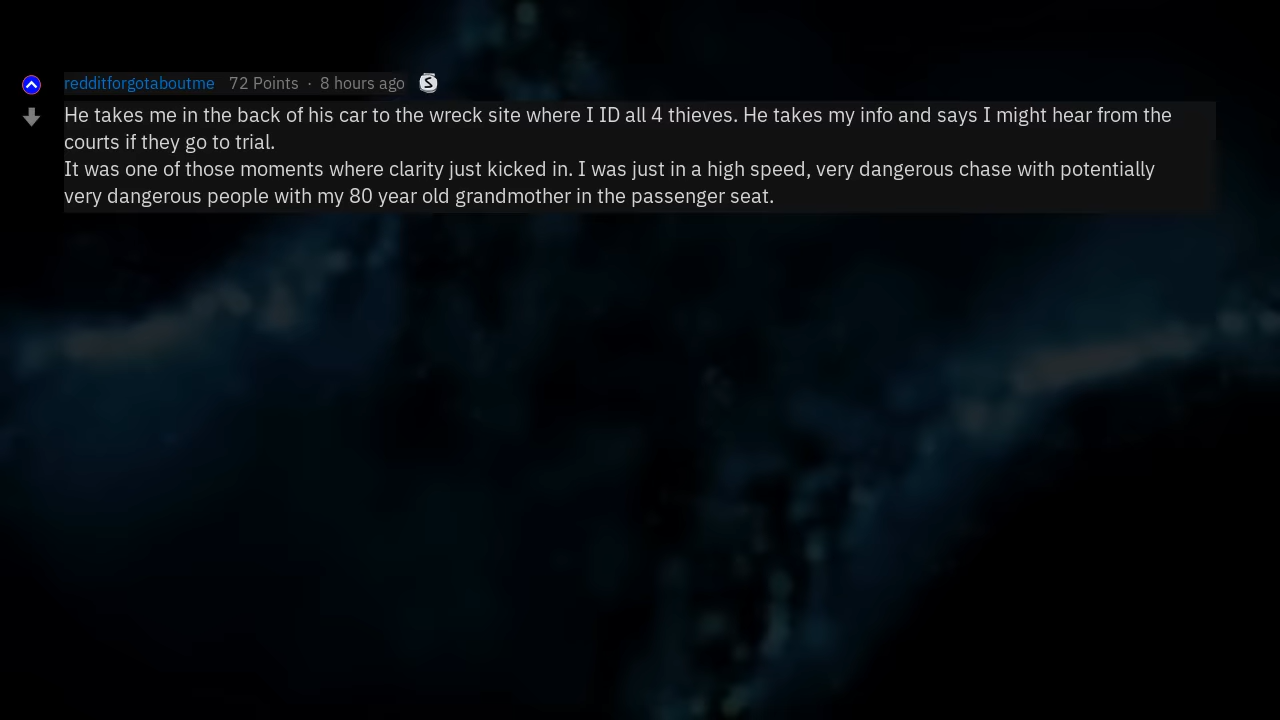 redditforgotaboutme 72 Points · 8 hours ago S
He takes me in the back of his car to the wreck site where I ID all 4 thieves. He takes my info and says I might hear from the
courts if they go to trial.
It was one of those moments where clarity just kicked in. I was just in a high speed, very dangerous chase with potentially
very dangerous people with my 80 year old grandmother in the passenger seat.